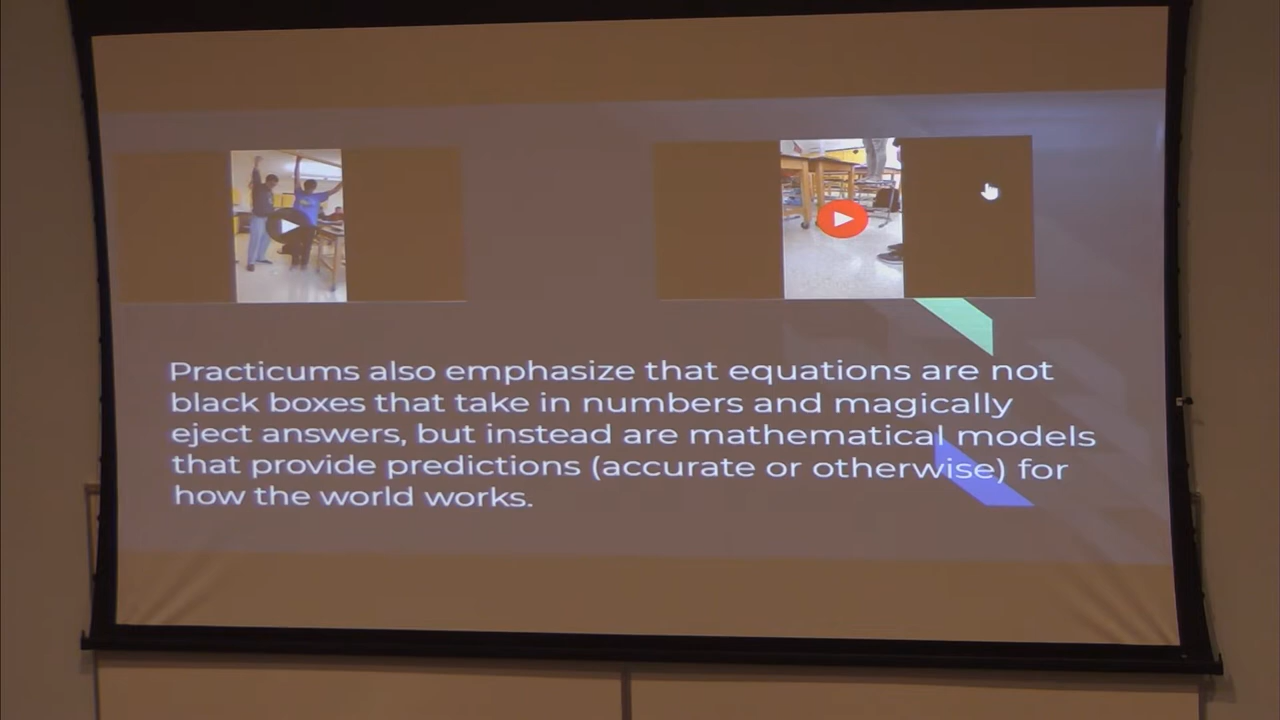 Practicums also emphasize that equations are not
black boxes that take in numbers and magically
eject answers, but instead are mathematical models
that provide predictions (accurate or otherwise) for
how the world works.